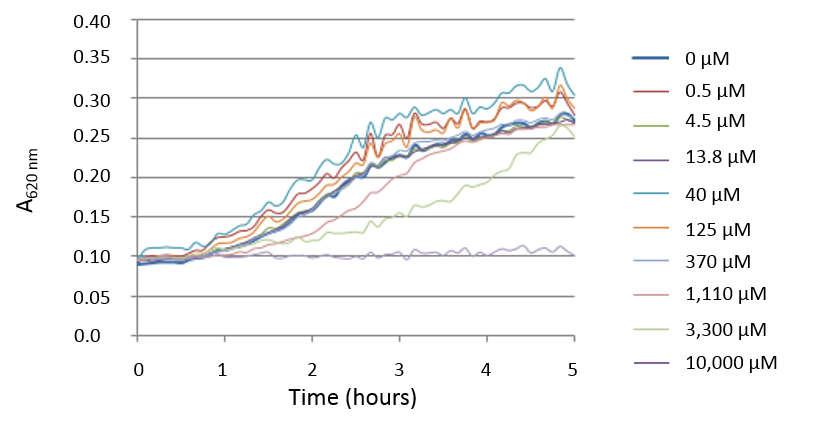 0.40
0.35
0.30
0.25
0.20
0.15
0.10
0.05
0.0
A620 nm
0 1 2 3 4 5
Time (hours)
0 µM
0.5 µM
4.5 µM
13.8 µM
40 µM
125 µM
370 µM
1,110 µM
3,300 µM
10,000 µM